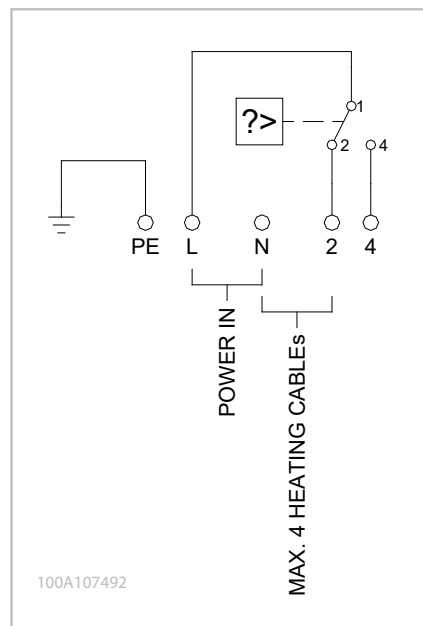 1
?>
2
4
PE L N 2 4
POWER IN
MAX. 4 HEATING CABLEs
100A107492